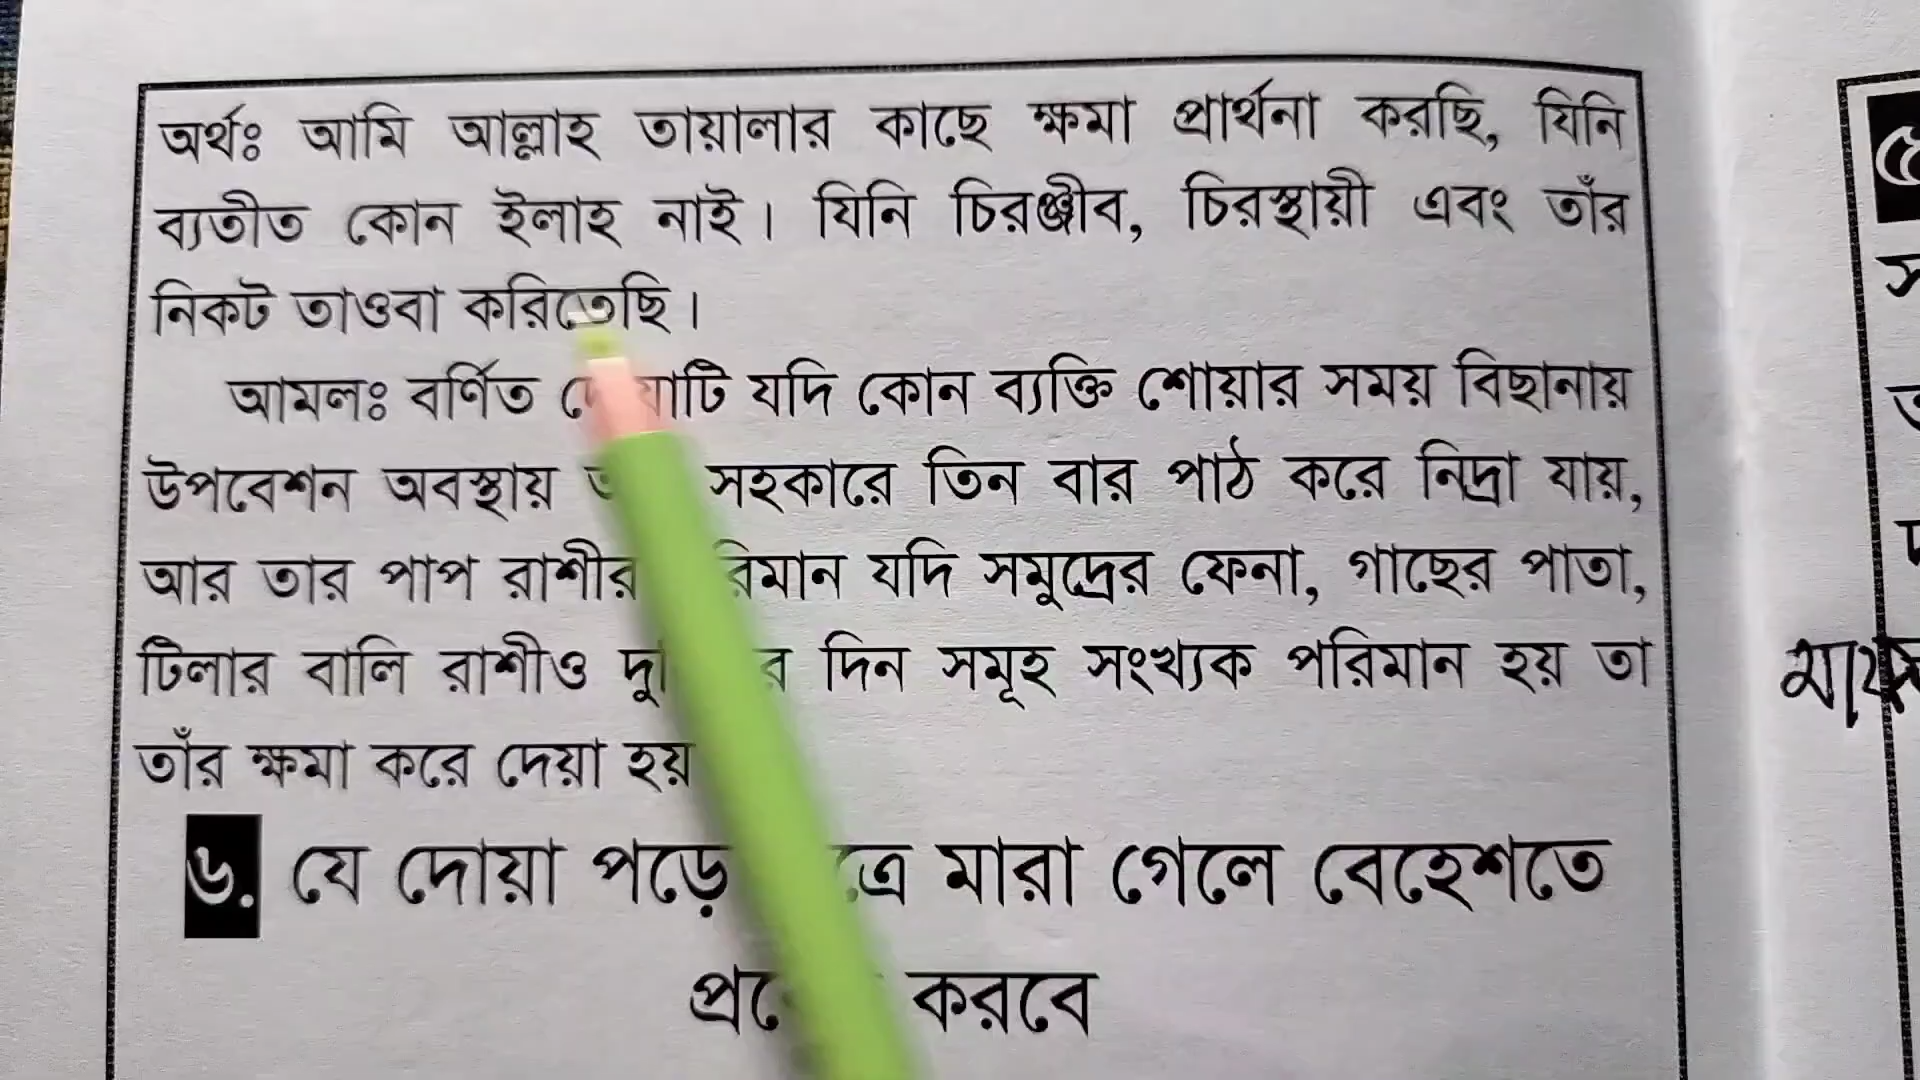 অর্থঃ আমি আল্লাহ তায়ালার কাছে ক্ষমা প্রার্থনা করছি, যিনি
ব্যতীত কোন ইলাহ নাই। যিনি চিরঞ্জীব, চিরস্থায়ী এবং তাঁর
নিকট তাওবা করিতেছি।
আমলঃ বর্ণিত যদি কোন ব্যক্তি শোয়ার সময় বিছানায়
উপবেশন অবস্থায় সহকারে তিন বার পাঠ করে নিদ্রা যায়,
আর তার পাপ রাশীর যদি সমুদ্রের ফেনা, গাছের পাতা,
টিলার বালি রাশীও দিন সমূহ সংখ্যক পরিমান হয় তা
তাঁর ক্ষমা করে দেয়া হয়
৬. যে দোয়া পড়ে মারা গেলে বেহেশতে
করবে